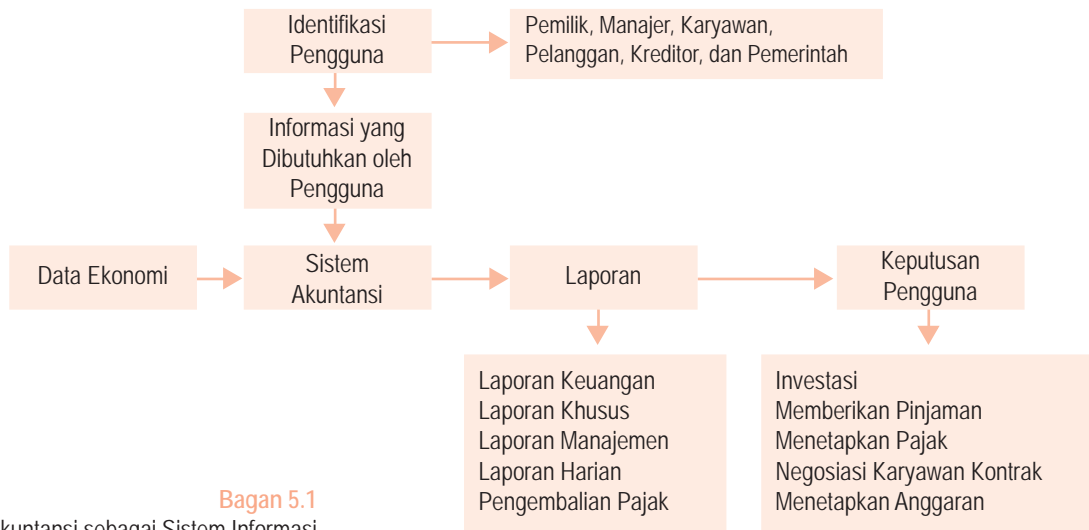 Identifikasi
Pengguna
Pemilik, Manajer, Karyawan,
Pelanggan, Kreditor, dan Pemerintah
Informasi yang
Dibutuhkan oleh
Pengguna
Data Ekonomi
Sistem
Akuntansi
Laporan
Keputusan
Pengguna
Laporan Keuangan
Laporan Khusus
Laporan Manajemen
Laporan Harian
Pengembalian Pajak
Investasi
Memberikan Pinjaman
Menetapkan Pajak
Negosiasi Karyawan Kontrak
Menetapkan Anggaran
Bagan 5.1
kuntansi sebagai Sistem Informasi